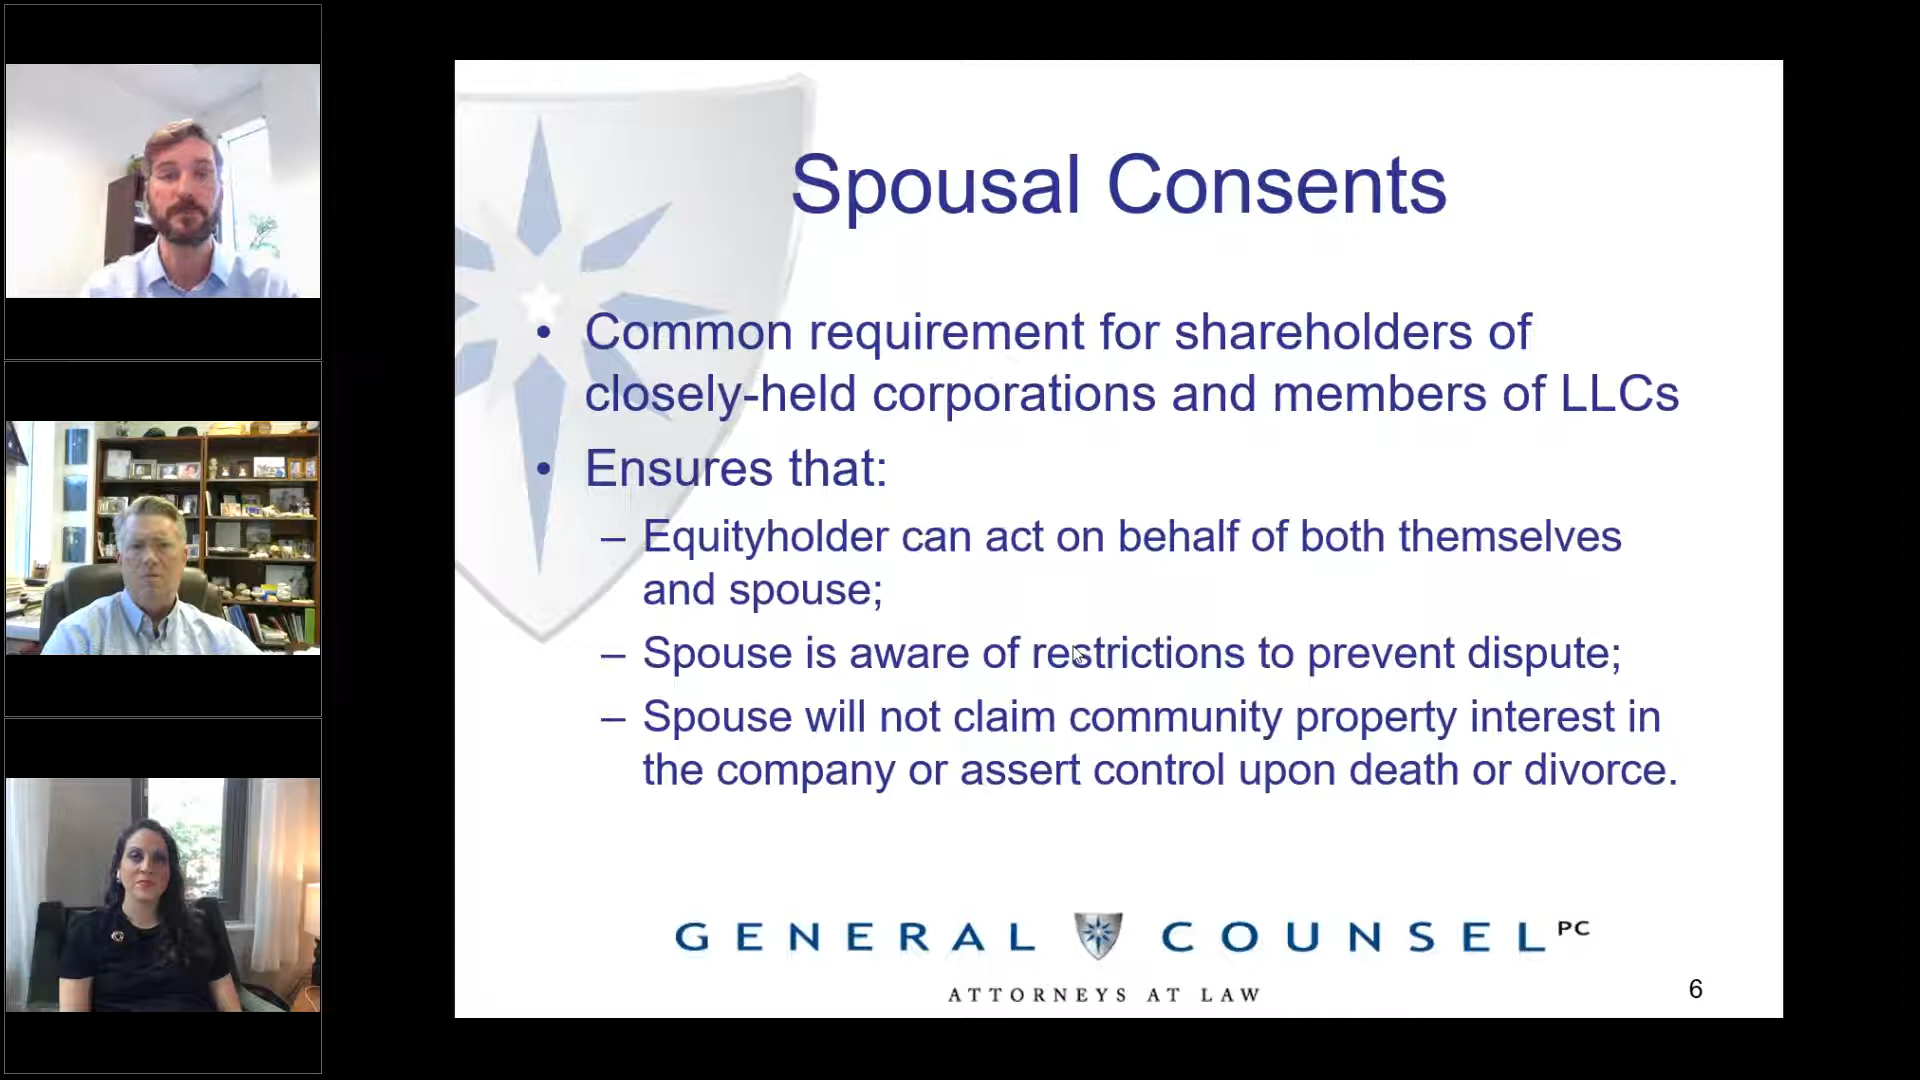 Spousal Consents
• Common requirement for shareholders of
closely-held corporations and members of LLCs
• Ensures that:
– Equityholder can act on behalf of both themselves
and spouse;
– Spouse is aware of restrictions to prevent dispute;
– Spouse will not claim community property interest in
the company or assert control upon death or divorce.
GENERAL COUNSEL PC
ATTORNEYS AT LAW
6